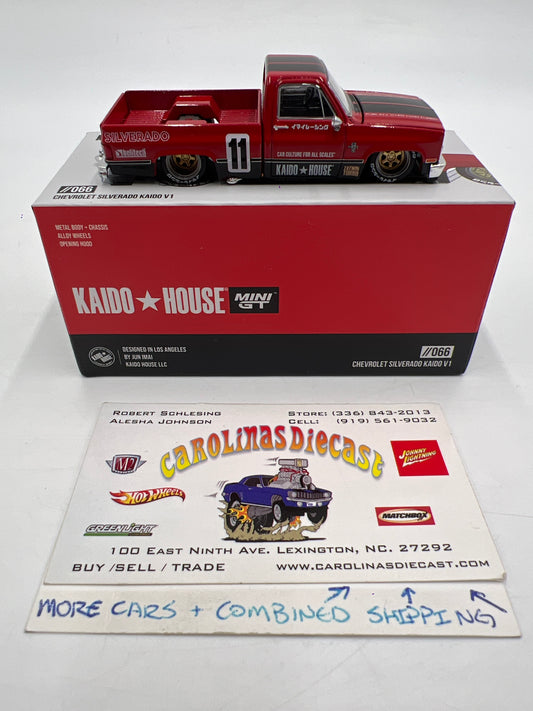 SILVERADO
11
イマイレーシング
CAR CULTURE FOR ALL SCALES
KAIDO★HOUSE
//066
CHEVROLET SILVERADO KAIDO V1
METAL BODY + CHASSIS
ALLOY WHEELS
OPENING HOOD
KAIDO★HOUSE MINI GT
DESIGNED IN LOS ANGELES
BY JUN IMAI
KAIDO HOUSE LLC
//066
CHEVROLET SILVERADO KAIDO V1
ROBERT SCHLESING STORE: (336) 843-2013
ALESHA JOHNSON CELL: (919) 561-9032
CAROLINAS DIECAST
M2 JOHNNY LIGHTNING
HOT WHEELS MATCHBOX
GREENLIGHT
100 EAST NINTH AVE. LEXINGTON, NC. 27292
BUY /SELL / TRADE WWW.CAROLINASDIECAST.COM
MORE CARS + COMBINED SHIPPING